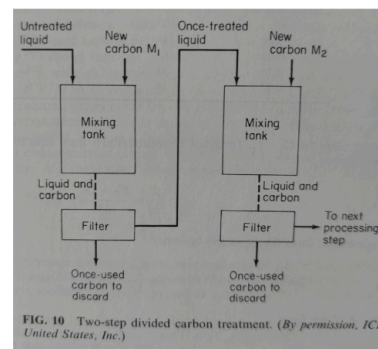 Untreated
liquid
New
carbon M1
Once-treated
liquid
New
carbon M2
Mixing
tank
Mixing
tank
Liquid and
carbon
Liquid and
carbon
Filter
Filter
To next
processing
step
Once-used
carbon to
discard
Once-used
carbon to
discard
FIG. 10 Two-step divided carbon treatment. (By permission, ICI
United States, Inc.)